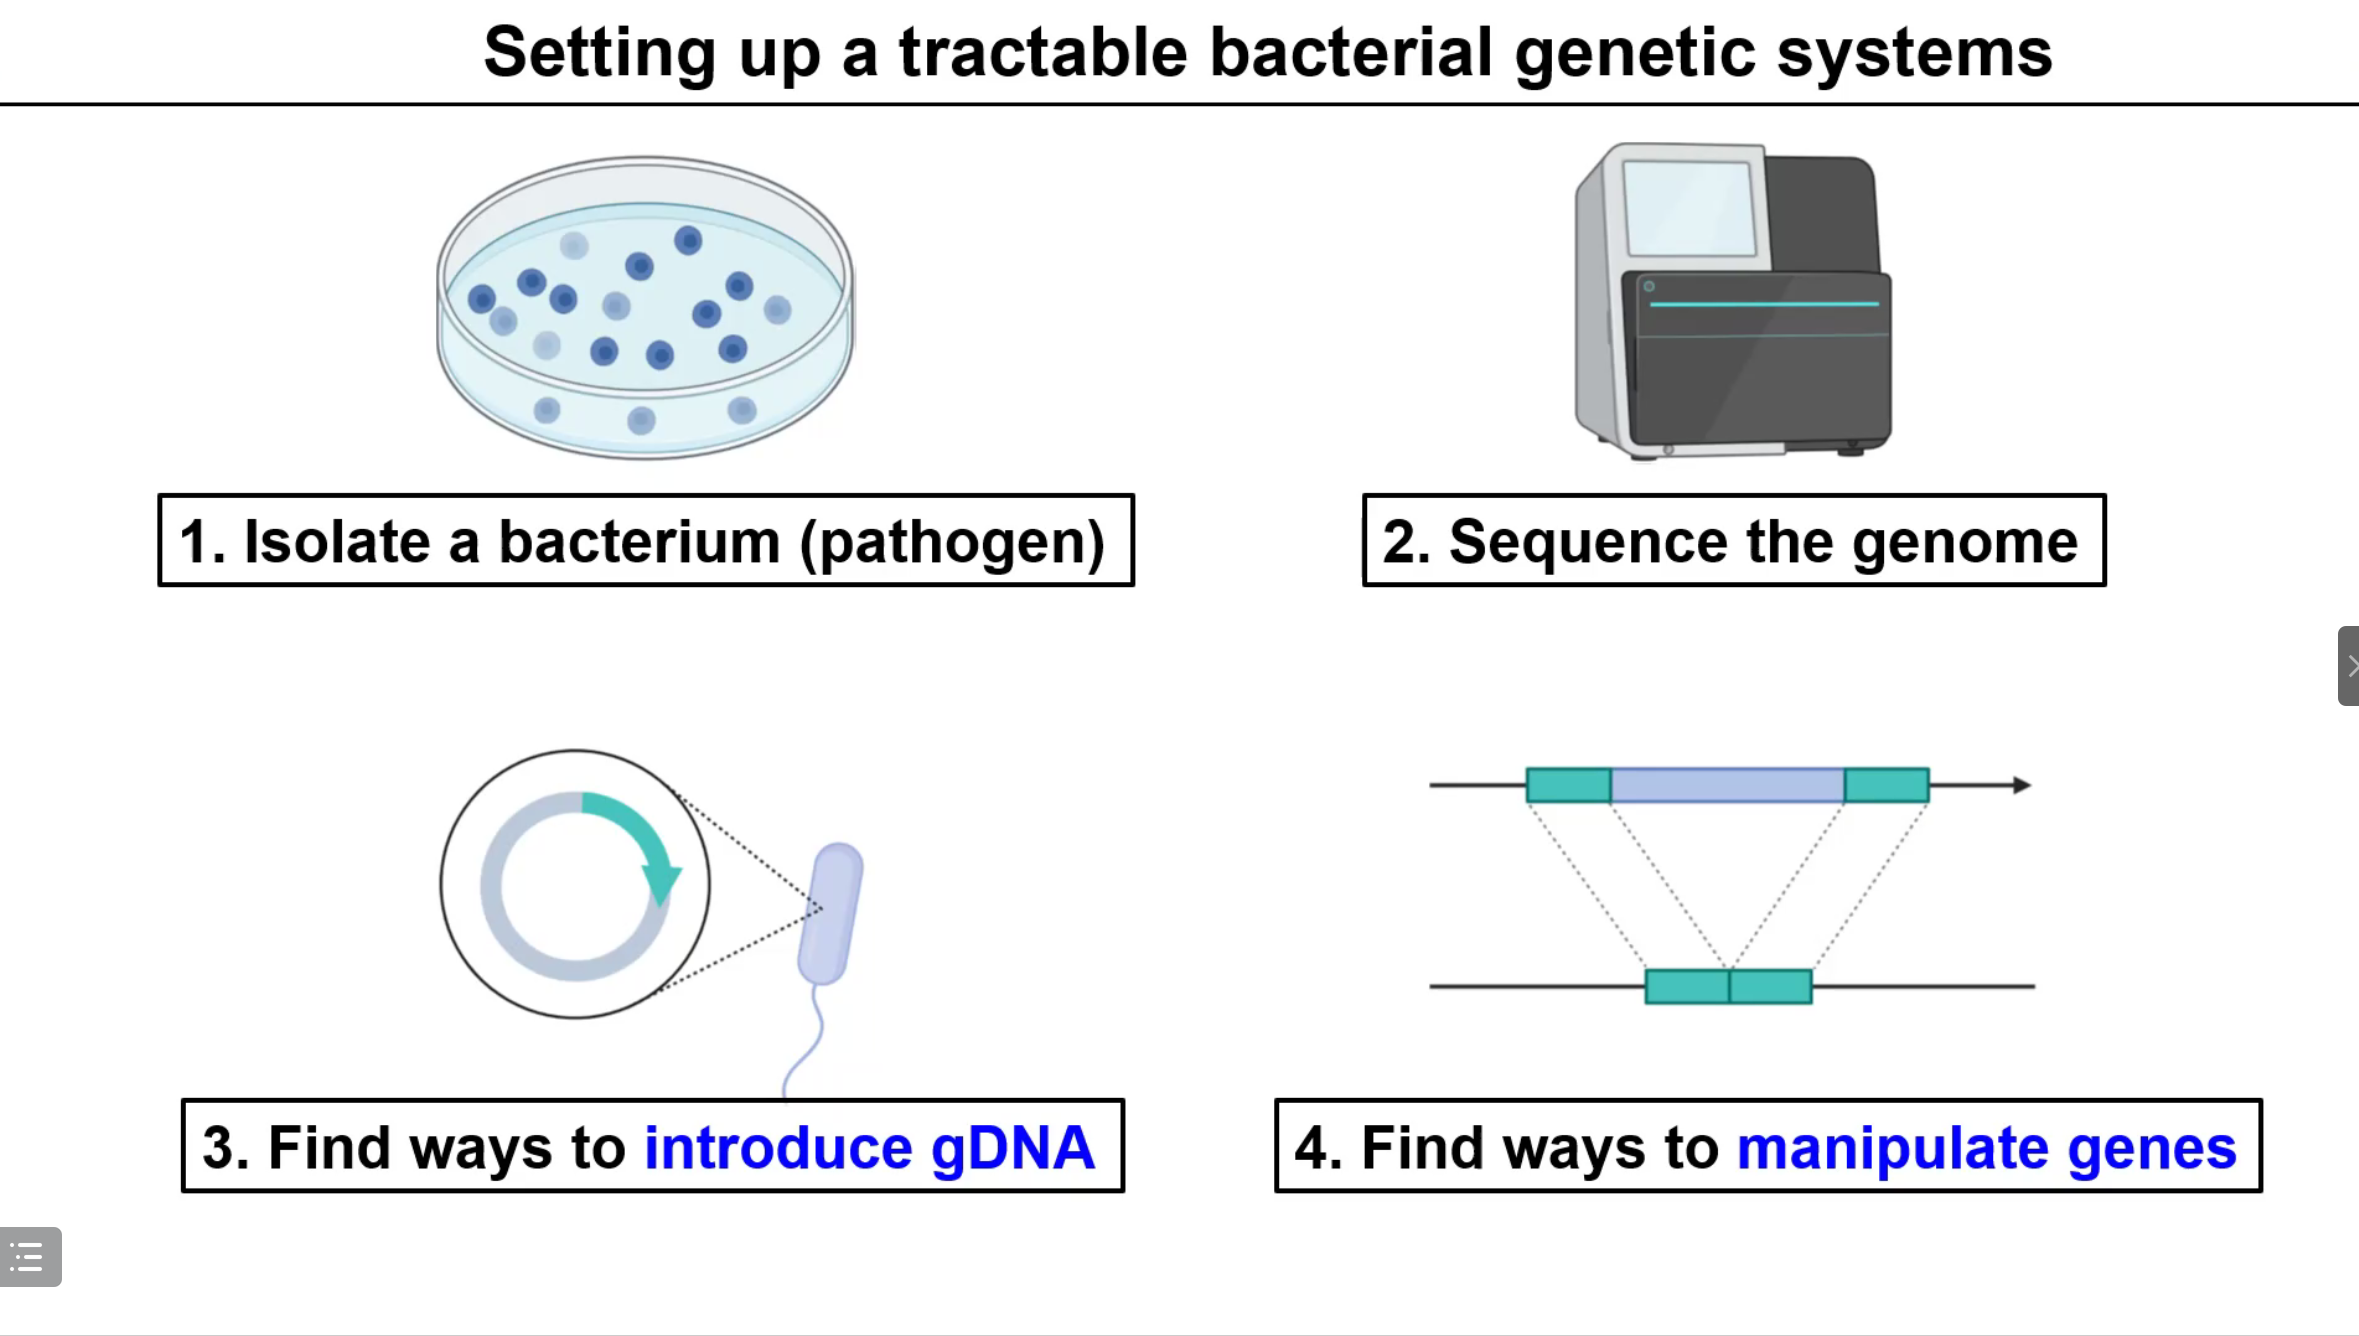 Setting up a tractable bacterial genetic systems
1. Isolate a bacterium (pathogen)
2. Sequence the genome
3. Find ways to introduce gDNA
4. Find ways to manipulate genes